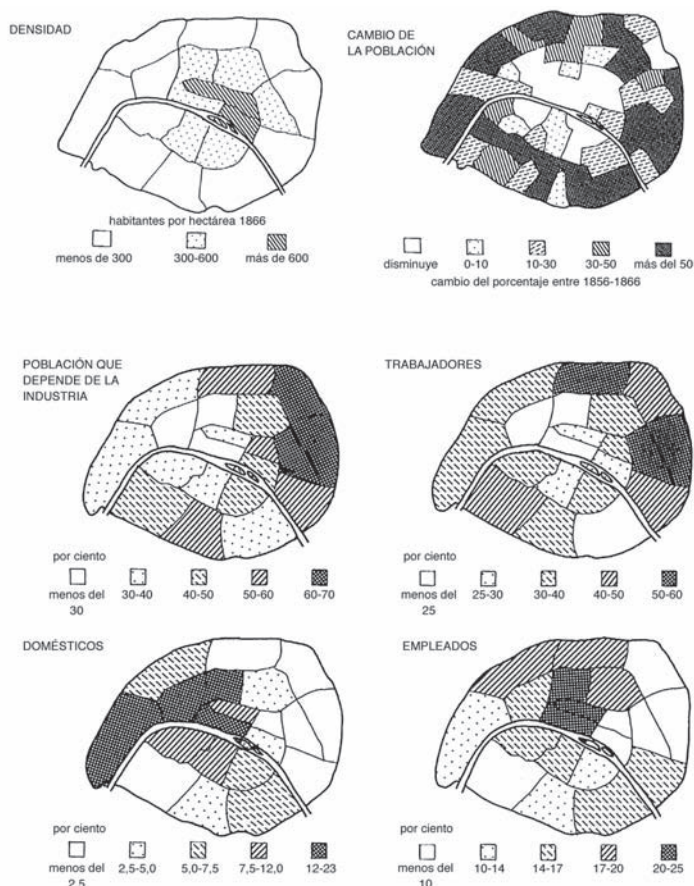 DENSIDAD
habitantes por hectárea 1866
menos de 300
300-600
más de 600
CAMBIO DE
LA POBLACIÓN
disminuye
0-10
10-30
30-50
más del 50
cambio del porcentaje entre 1856-1866
POBLACIÓN QUE
DEPENDE DE LA
INDUSTRIA
por ciento
menos del
30
30-40
40-50
50-60
60-70
TRABAJADORES
por ciento
menos del
25
25-30
30-40
40-50
50-60
DOMÉSTICOS
por ciento
menos del
2,5
2,5-5,0
5,0-7,5
7,5-12,0
12-23
EMPLEADOS
por ciento
menos del
10
10-14
14-17
17-20
20-25